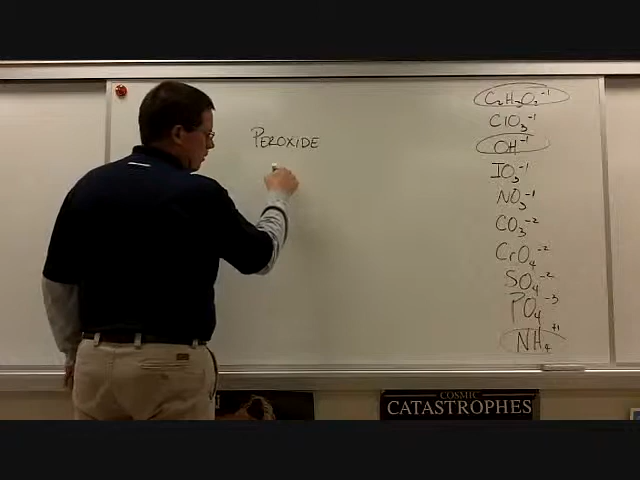 PEROXIDE
C₂H₃O₂⁻¹
ClO₃⁻¹
OH⁻¹
IO₃⁻¹
NO₃⁻¹
CO₃⁻²
CrO₄⁻²
SO₄⁻²
PO₄⁻³
NH₄⁺¹
COSMIC
CATASTROPHES